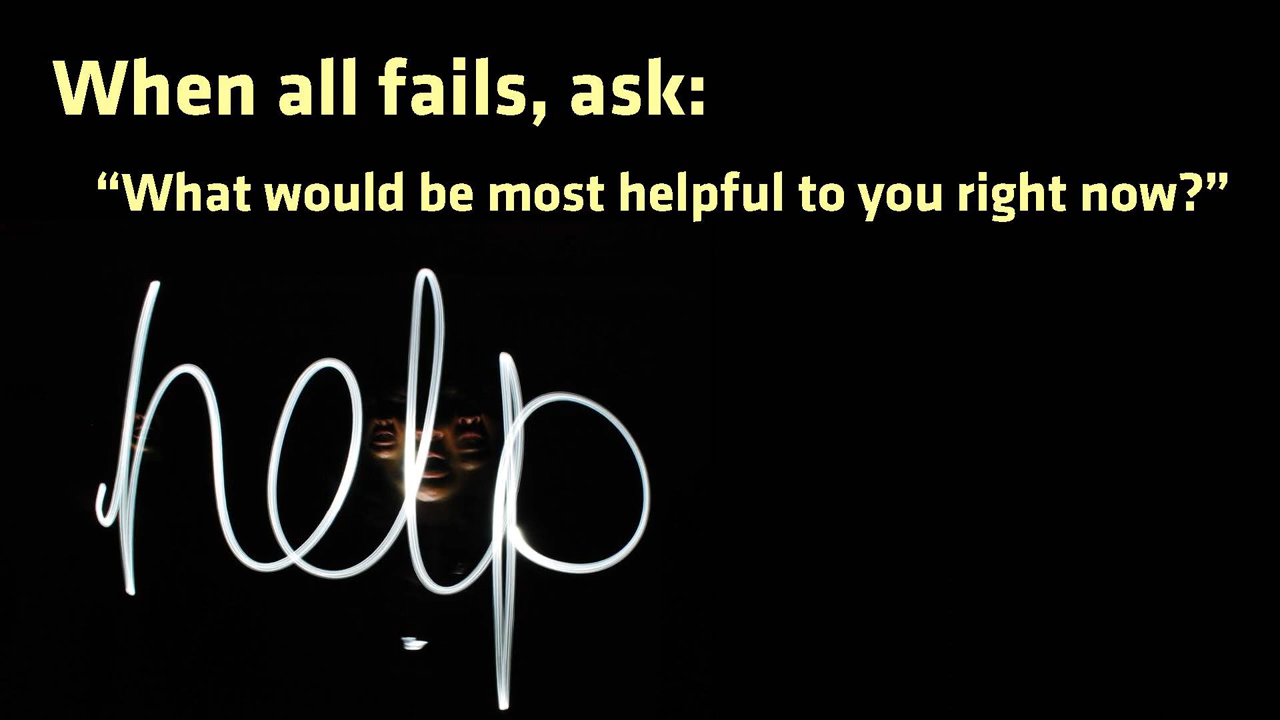 When all fails, ask:
“What would be most helpful to you right now?”
help